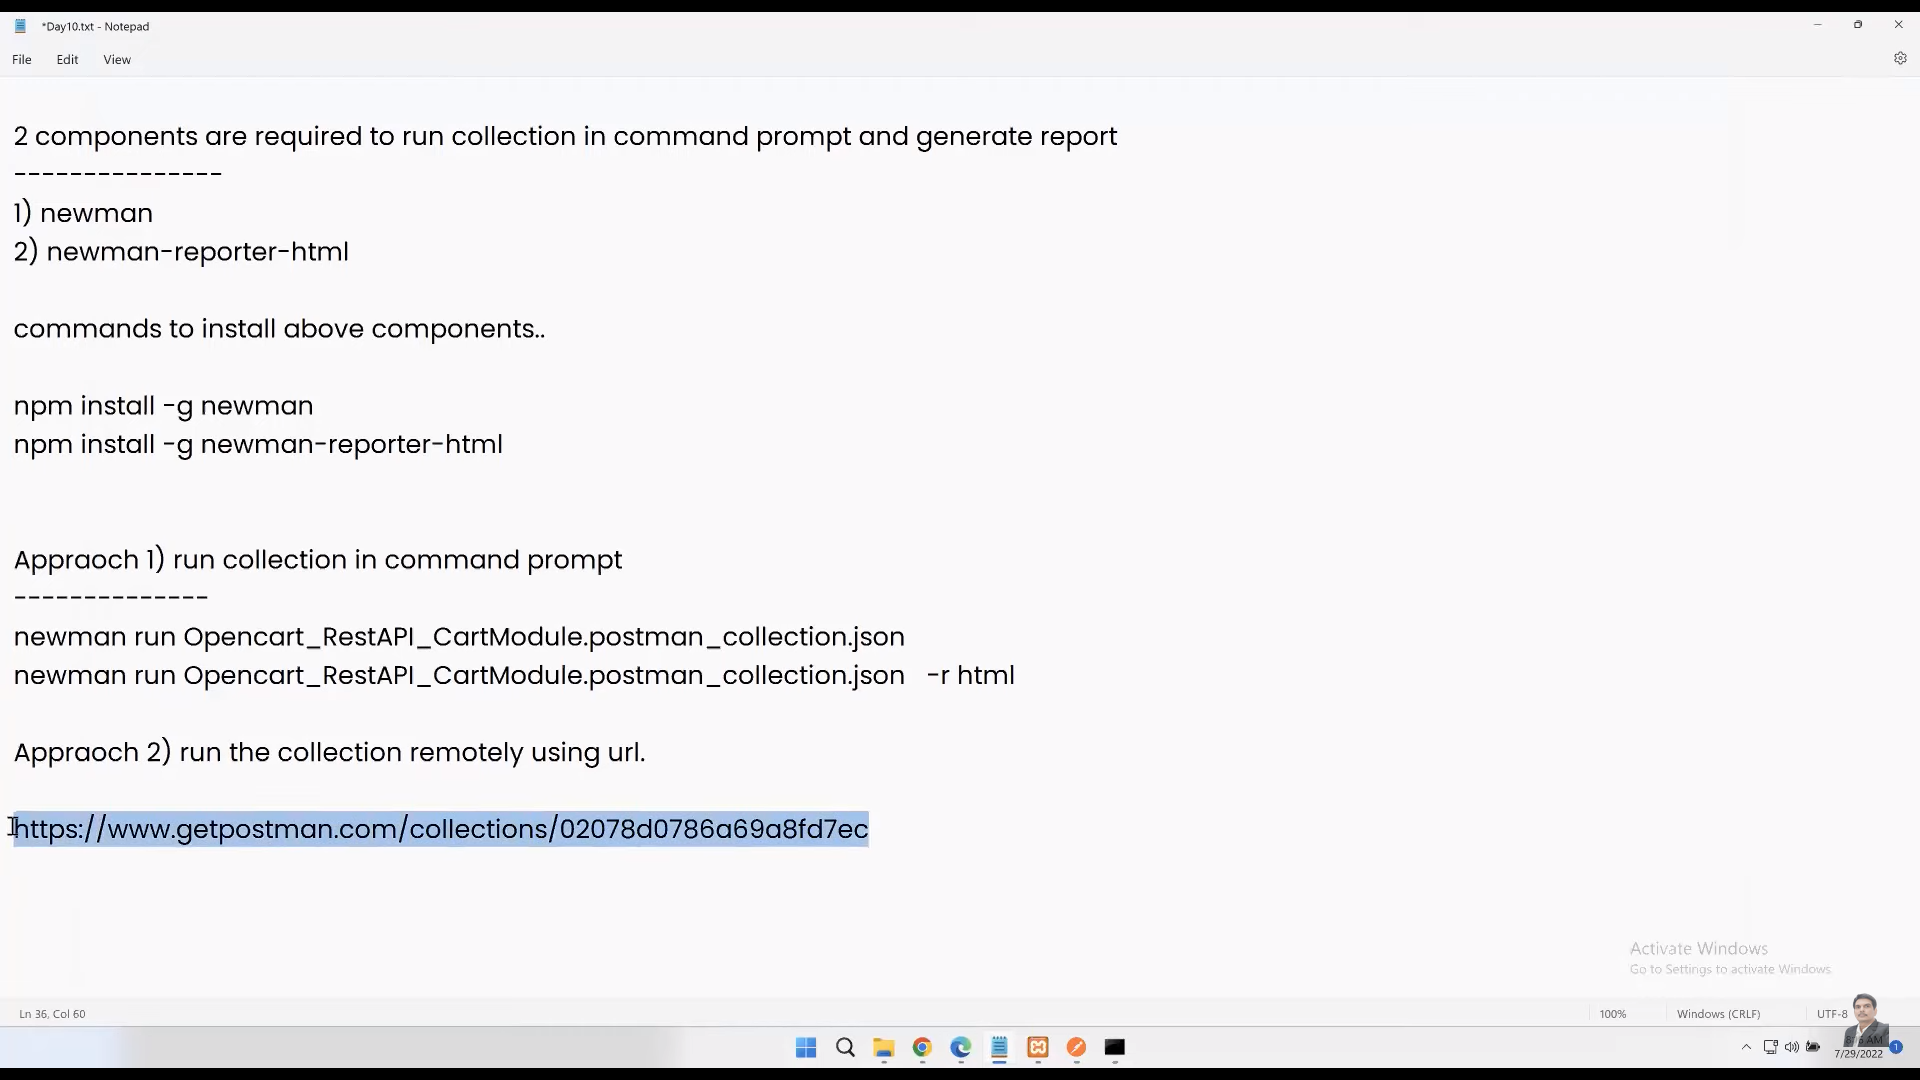 *Day10.txt - Notepad
File Edit View
2 components are required to run collection in command prompt and generate report
---------------
1) newman
2) newman-reporter-html
commands to install above components..
npm install -g newman
npm install -g newman-reporter-html
Appraoch 1) run collection in command prompt
--------------
newman run Opencart_RestAPI_CartModule.postman_collection.json
newman run Opencart_RestAPI_CartModule.postman_collection.json -r html
Appraoch 2) run the collection remotely using url.
https://www.getpostman.com/collections/02078d0786a69a8fd7ec
Activate Windows
Go to Settings to activate Windows.
Ln 36, Col 60 100% Windows (CRLF) UTF-8
AM
7/29/2022 1